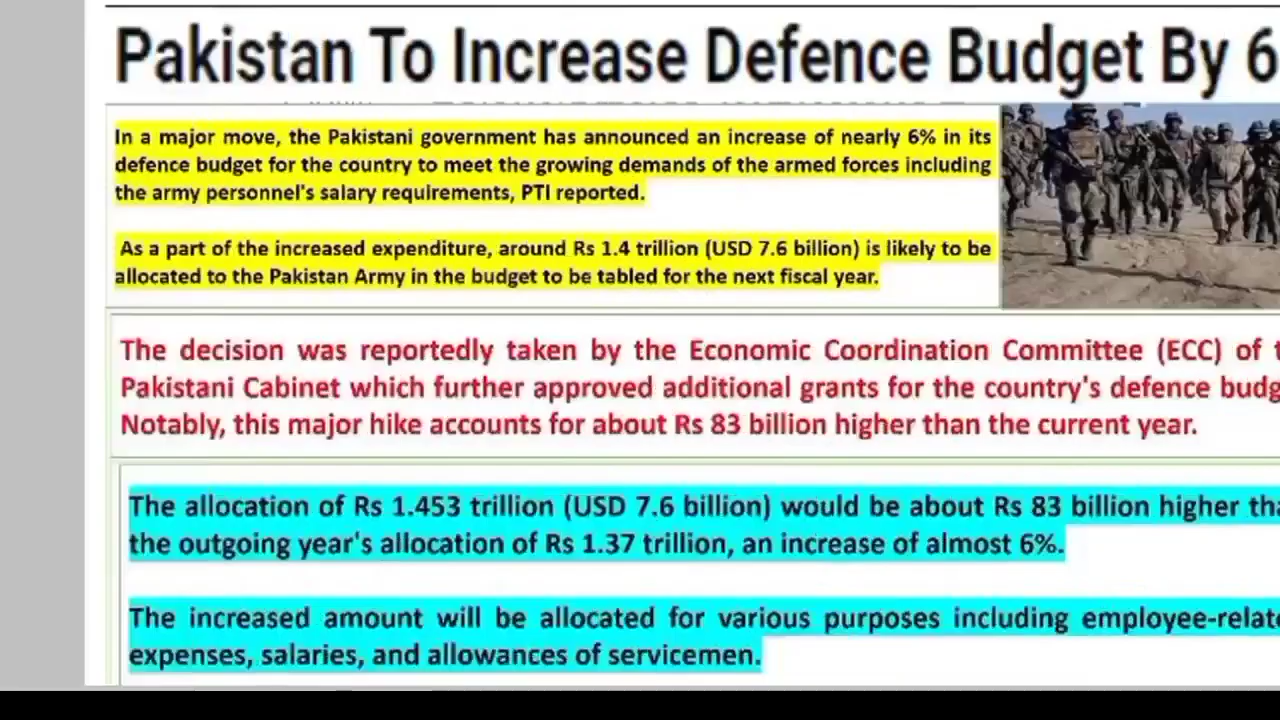 Pakistan To Increase Defence Budget By 6
In a major move, the Pakistani government has announced an increase of nearly 6% in its
defence budget for the country to meet the growing demands of the armed forces including
the army personnel's salary requirements, PTI reported.
As a part of the increased expenditure, around Rs 1.4 trillion (USD 7.6 billion) is likely to be
allocated to the Pakistan Army in the budget to be tabled for the next fiscal year.
The decision was reportedly taken by the Economic Coordination Committee (ECC) of
Pakistani Cabinet which further approved additional grants for the country's defence
Notably, this major hike accounts for about Rs 83 billion higher than the current year.
The allocation of Rs 1.453 trillion (USD 7.6 billion) would be about Rs 83 billion higher
the outgoing year's allocation of Rs 1.37 trillion, an increase of almost 6%.
The increased amount will be allocated for various purposes including
expenses, salaries, and allowances of servicemen.